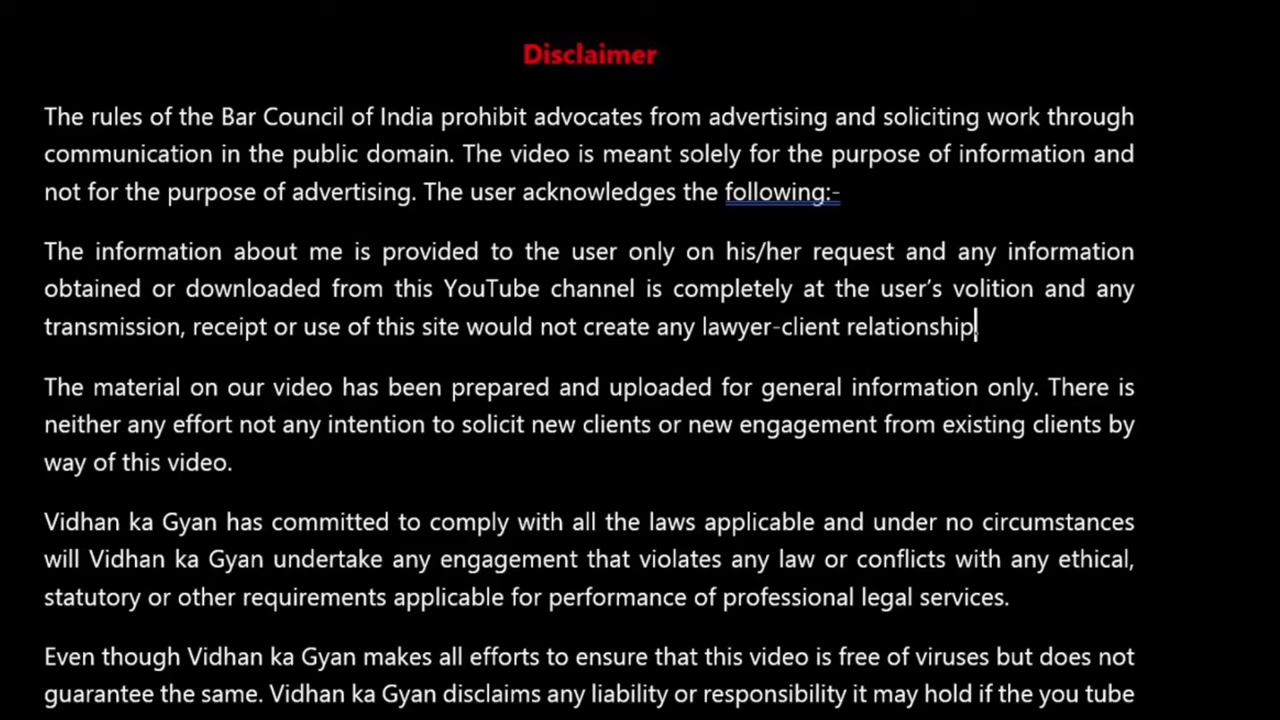 Disclaimer
The rules of the Bar Council of India prohibit advocates from advertising and soliciting work through
communication in the public domain. The video is meant solely for the purpose of information and
not for the purpose of advertising. The user acknowledges the following:-
The information about me is provided to the user only on his/her request and any information
obtained or downloaded from this YouTube channel is completely at the user’s volition and any
transmission, receipt or use of this site would not create any lawyer-client relationship.
The material on our video has been prepared and uploaded for general information only. There is
neither any effort not any intention to solicit new clients or new engagement from existing clients by
way of this video.
Vidhan ka Gyan has committed to comply with all the laws applicable and under no circumstances
will Vidhan ka Gyan undertake any engagement that violates any law or conflicts with any ethical,
statutory or other requirements applicable for performance of professional legal services.
Even though Vidhan ka Gyan makes all efforts to ensure that this video is free of viruses but does not
guarantee the same. Vidhan ka Gyan disclaims any liability or responsibility it may hold if the you tube